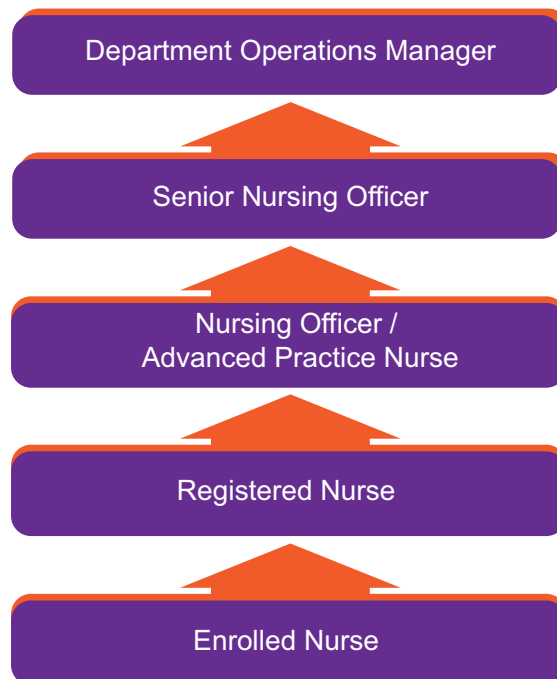 Department Operations Manager
Senior Nursing Officer
Nursing Officer /
Advanced Practice Nurse
Registered Nurse
Enrolled Nurse